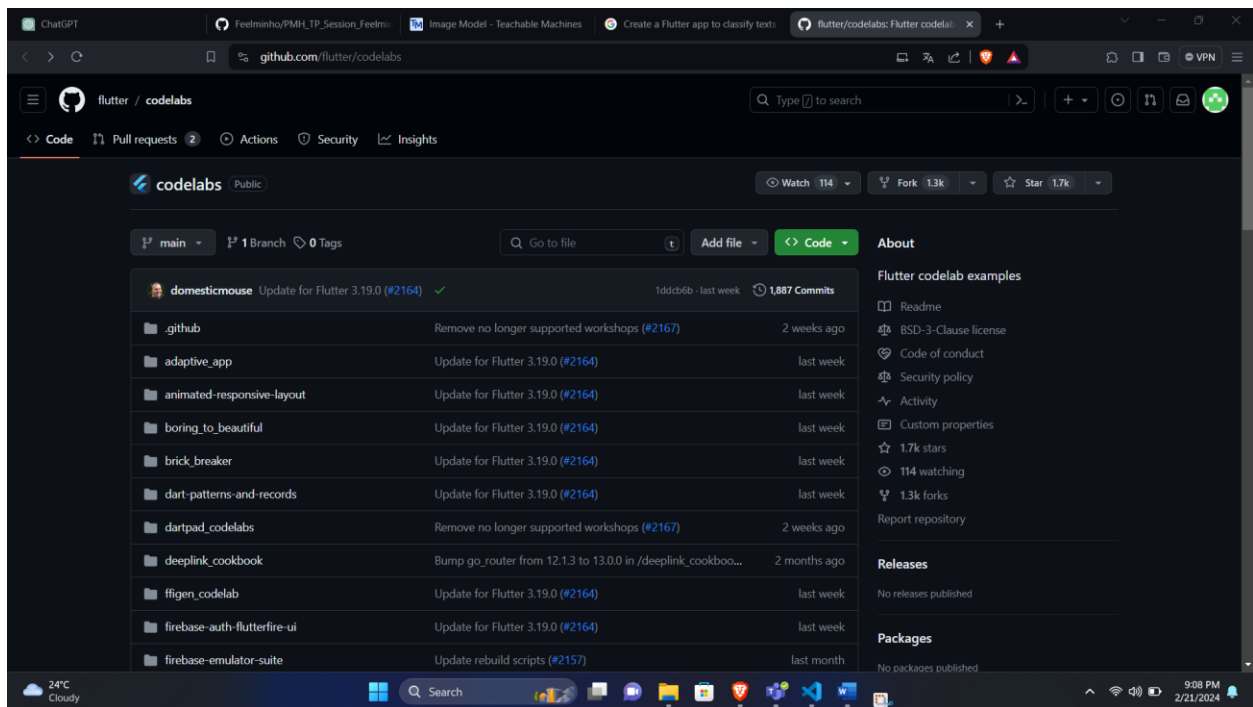 ChatGPT
Feelminho/PMH_TP_Session_Feelmin
Image Model - Teachable Machines
Create a Flutter app to classify texts
flutter/codelabs: Flutter codelab
github.com/flutter/codelabs
VPN
flutter / codelabs
Type / to search
Code
Pull requests 2
Actions
Security
Insights
codelabs Public
Watch 114
Fork 1.3k
Star 1.7k
main
1 Branch
0 Tags
Go to file
t
Add file
Code
About
Flutter codelab examples
domesticmouse Update for Flutter 3.19.0 (#2164)
1ddcb6b · last week
1,887 Commits
.github Remove no longer supported workshops (#2167) 2 weeks ago
adaptive_app Update for Flutter 3.19.0 (#2164) last week
animated-responsive-layout Update for Flutter 3.19.0 (#2164) last week
boring_to_beautiful Update for Flutter 3.19.0 (#2164) last week
brick_breaker Update for Flutter 3.19.0 (#2164) last week
dart-patterns-and-records Update for Flutter 3.19.0 (#2164) last week
dartpad_codelabs Remove no longer supported workshops (#2167) 2 weeks ago
deeplink_cookbook Bump go_router from 12.1.3 to 13.0.0 in /deeplink_cookboo... 2 months ago
ffigen_codelab Update for Flutter 3.19.0 (#2164) last week
firebase-auth-flutterfire-ui Update for Flutter 3.19.0 (#2164) last week
firebase-emulator-suite Update rebuild scripts (#2157) last month
Readme
BSD-3-Clause license
Code of conduct
Security policy
Activity
Custom properties
1.7k stars
114 watching
1.3k forks
Report repository
Releases
No releases published
Packages
No packages published
24°C
Cloudy
Search
9:08 PM
2/21/2024